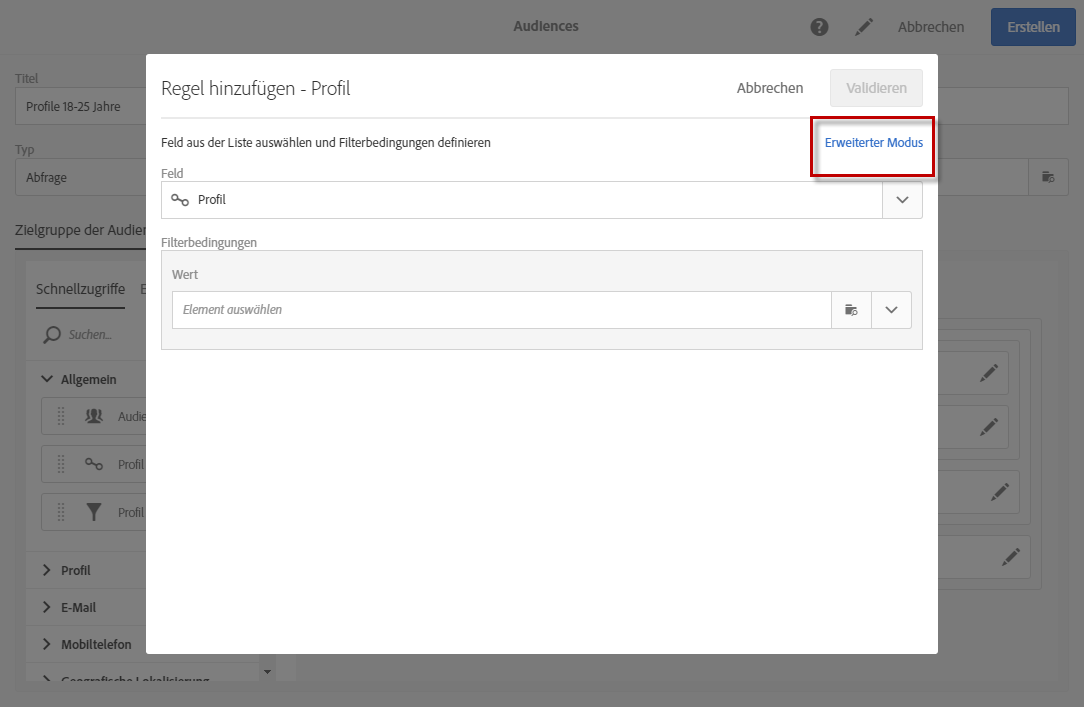 Audiences
Abbrechen
Erstellen
Titel
Profile 18-25 Jahre
Typ
Abfrage
Zielgruppe der Audien
Schnellzugriffe
Suchen...
Allgemein
Audie
Profil
Profil
Profil
E-Mail
Mobiltelefon
Geografische Lokalisierung
Regel hinzufügen - Profil
Abbrechen
Validieren
Feld aus der Liste auswählen und Filterbedingungen definieren
Erweiterter Modus
Feld
Profil
Filterbedingungen
Wert
Element auswählen